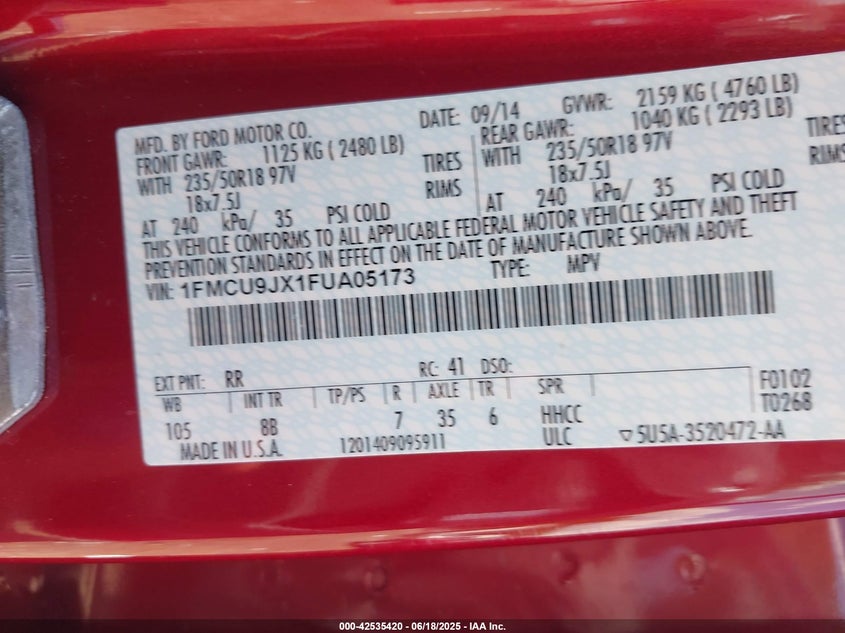 MFD. BY FORD MOTOR CO. DATE: 09/14 GVWR: 2159 KG ( 4760 LB)
FRONT GAWR: 1125 KG ( 2480 LB) REAR GAWR: 1040 KG ( 2293 LB)
WITH 235/50R18 97V TIRES WITH 235/50R18 97V TIRES
18x7.5J RIMS 18x7.5J RIMS
AT 240 kPa/ 35 PSI COLD AT 240 kPa/ 35 PSI COLD
THIS VEHICLE CONFORMS TO ALL APPLICABLE FEDERAL MOTOR VEHICLE SAFETY AND THEFT
PREVENTION STANDARDS IN EFFECT ON THE DATE OF MANUFACTURE SHOWN ABOVE.
VIN: 1FMCU9JX1FUA05173 TYPE: MPV
EXT PNT: RR RC: 41 DSO:
WB INT TR TP/PS R AXLE TR SPR F0102
105 8B 7 35 6 HHCC T0268
MADE IN U.S.A. 1201409095911 ULC ▽5U5A-3520472-AA
000-42535420 - 06/18/2025 - IAA Inc.